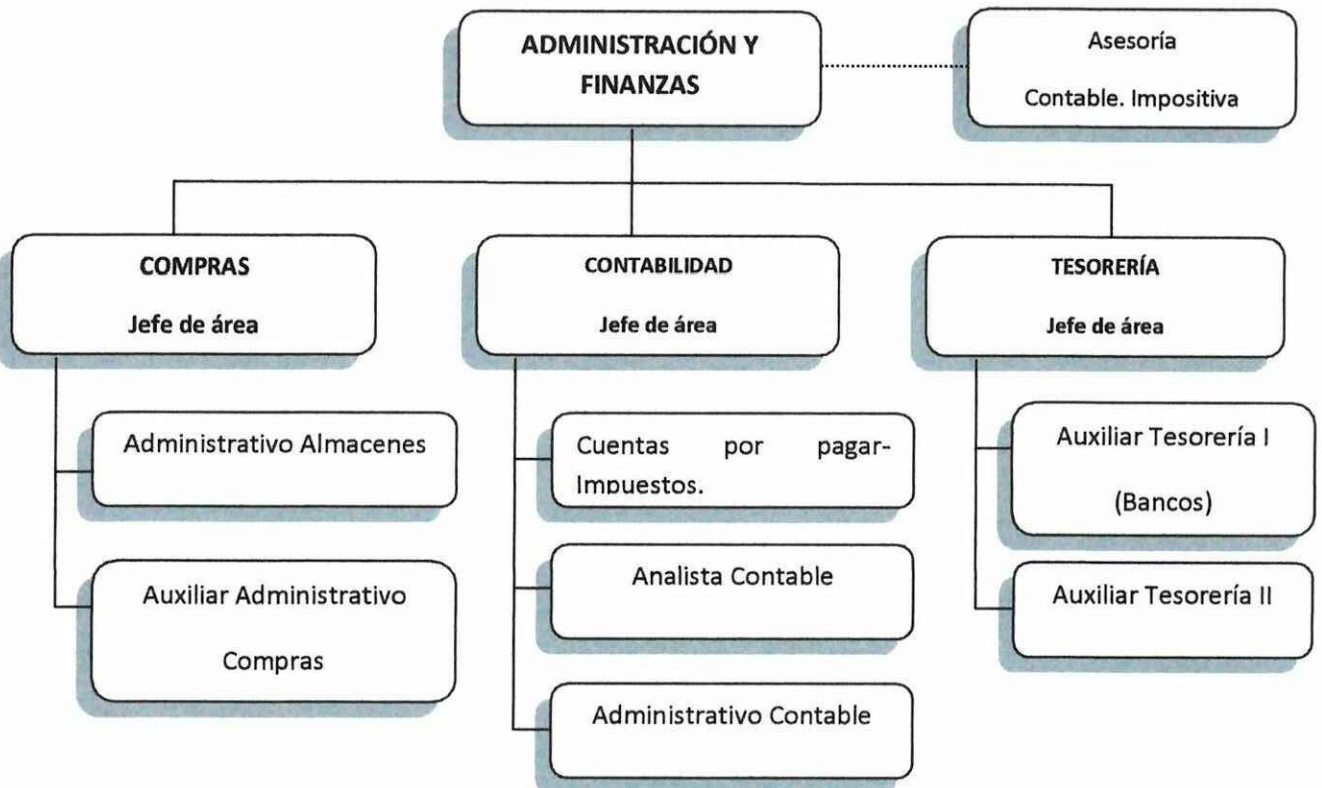 ADMINISTRACIÓN Y
FINANZAS
Asesoría
Contable. Impositiva
COMPRAS
Jefe de área
CONTABILIDAD
Jefe de área
TESORERÍA
Jefe de área
Administrativo Almacenes
Auxiliar Administrativo
Compras
Cuentas por pagar-
Impuestos.
Analista Contable
Administrativo Contable
Auxiliar Tesorería I
(Bancos)
Auxiliar Tesorería II